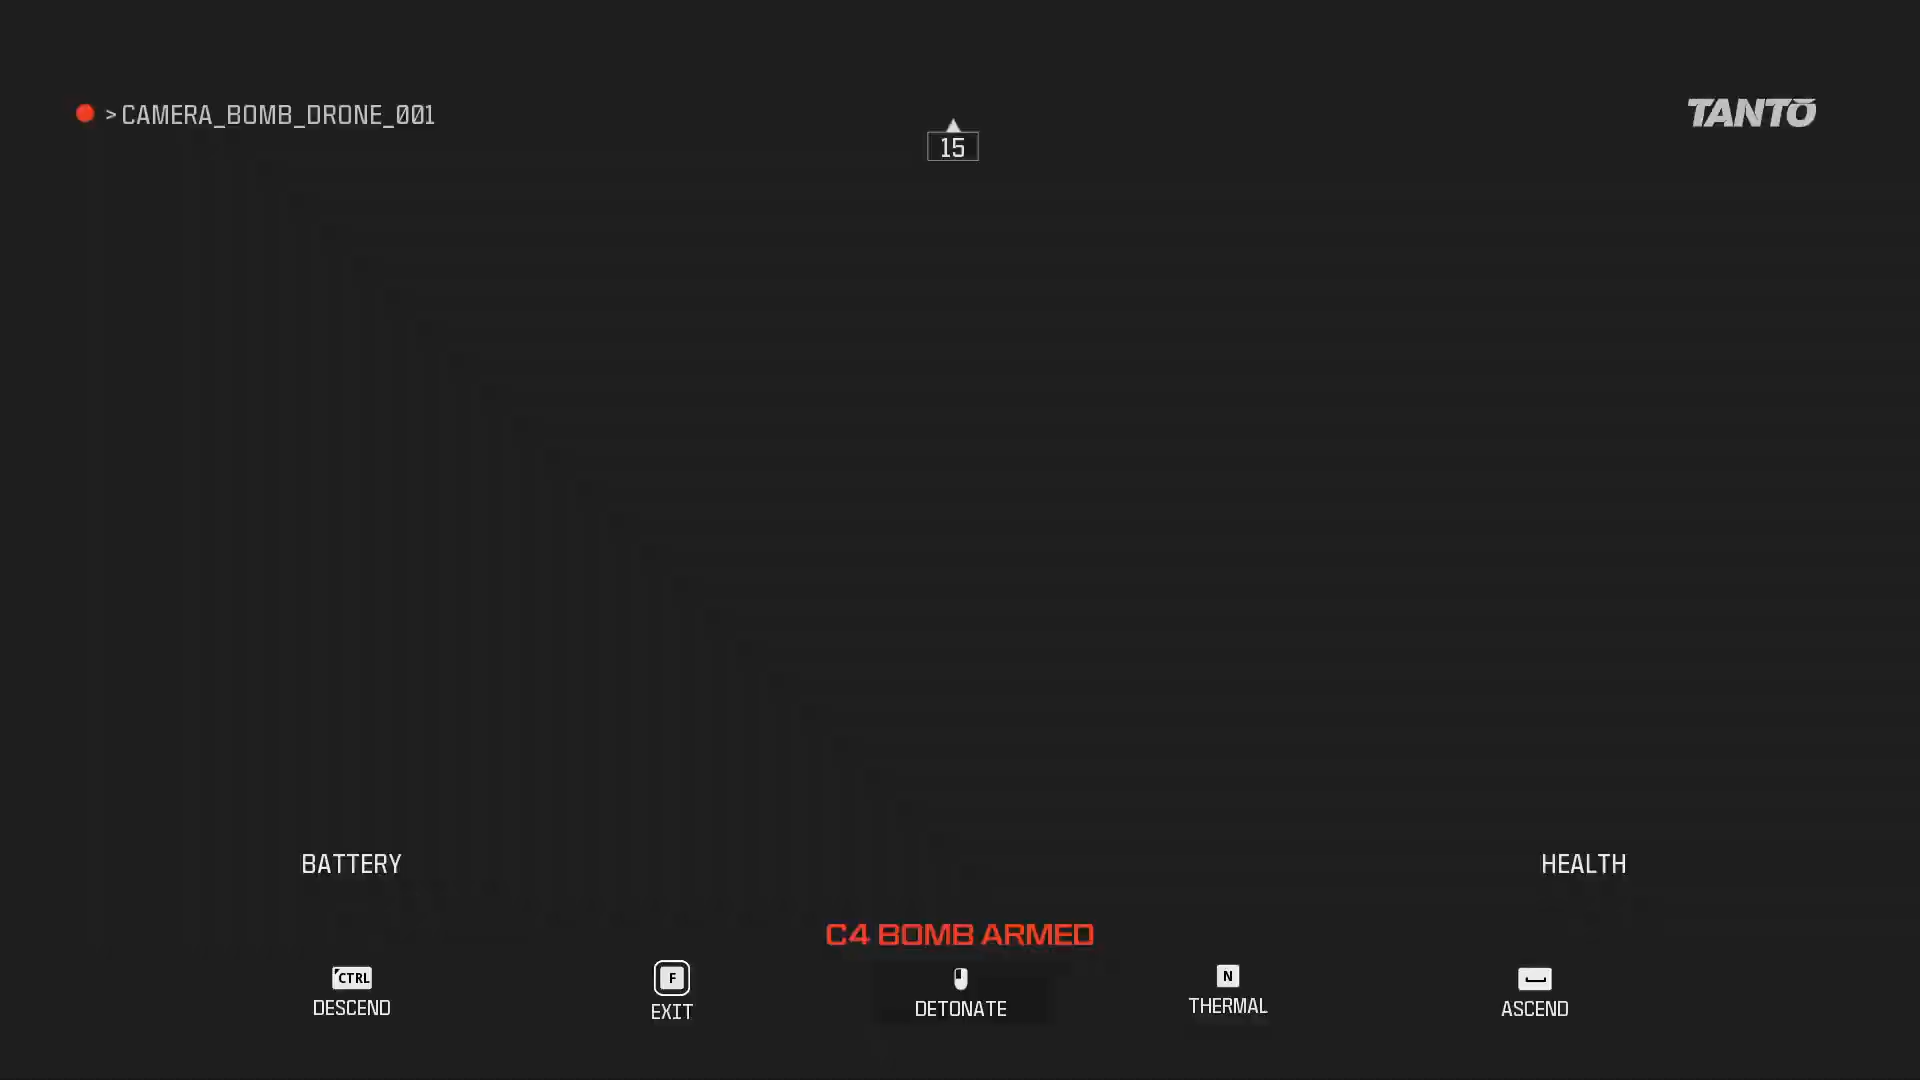 >CAMERA_BOMB_DRONE_001
TANTO
15
BATTERY
HEALTH
C4 BOMB ARMED
CTRL
DESCEND
F
EXIT
DETONATE
N
THERMAL
ASCEND